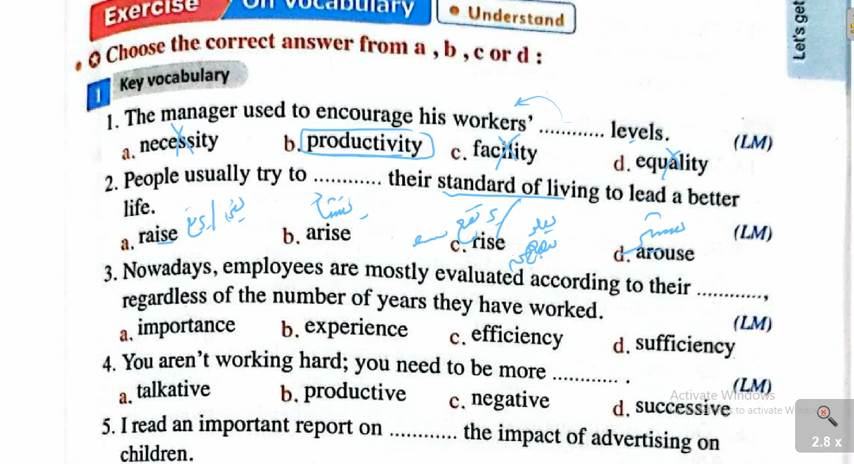 Exercise On Vocabulary • Understand
Let's get
Choose the correct answer from a , b , c or d :
1 Key vocabulary
1. The manager used to encourage his workers' ............ levels. (LM)
a. necessity b. productivity c. facility d. equality
2. People usually try to ............ their standard of living to lead a better
life. (LM)
a. raise b. arise c. rise d. arouse
3. Nowadays, employees are mostly evaluated according to their ............,
regardless of the number of years they have worked. (LM)
a. importance b. experience c. efficiency d. sufficiency
4. You aren't working hard; you need to be more ............ . (LM)
a. talkative b. productive c. negative d. successive
Activate Windows
to activate
5. I read an important report on ............ the impact of advertising on
children.
2.8 x